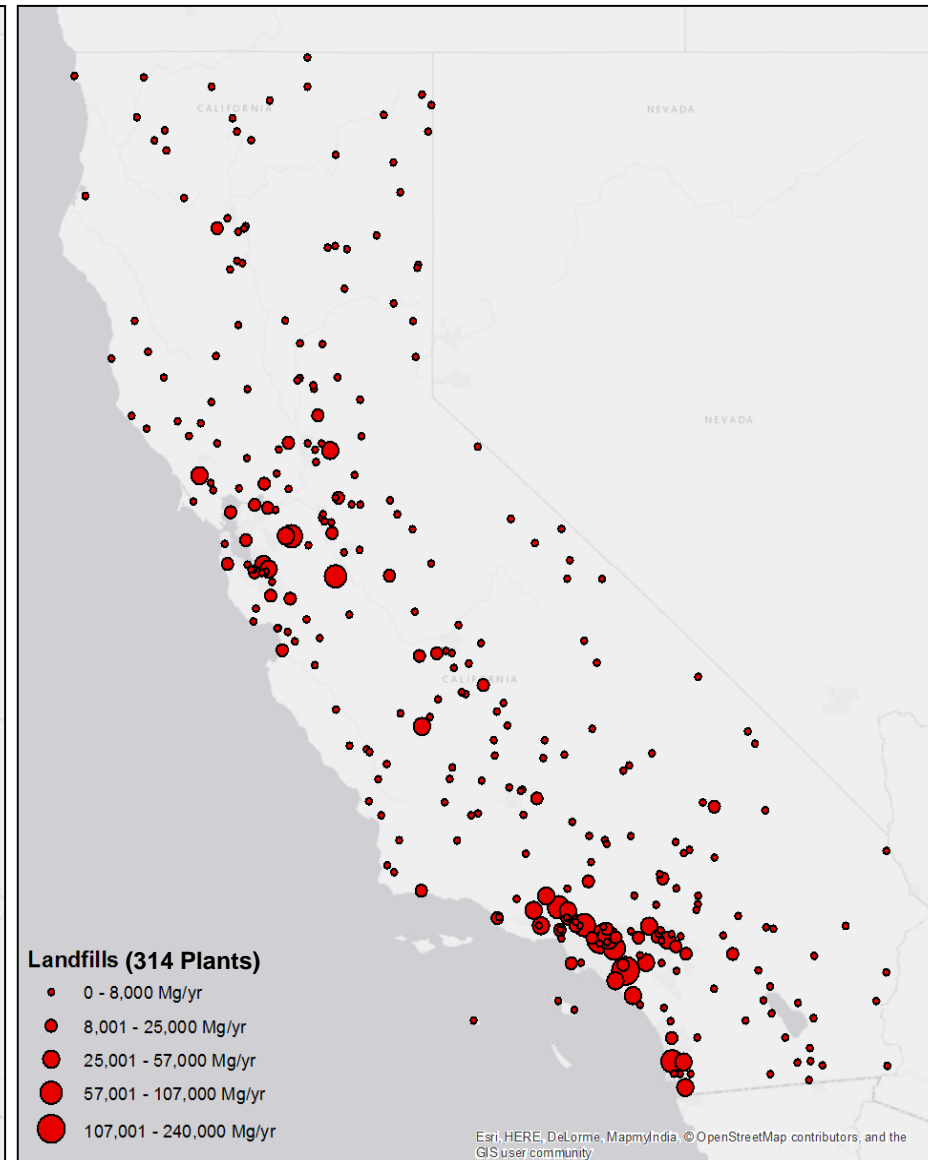 CALIFORNIA
NEVADA
NEVADA
CALIFORNIA
Landfills (314 Plants)
0 - 8,000 Mg/yr
8,001 - 25,000 Mg/yr
25,001 - 57,000 Mg/yr
57,001 - 107,000 Mg/yr
107,001 - 240,000 Mg/yr
Esri, HERE, DeLorme, MapmyIndia, © OpenStreetMap contributors, and the
GIS user community